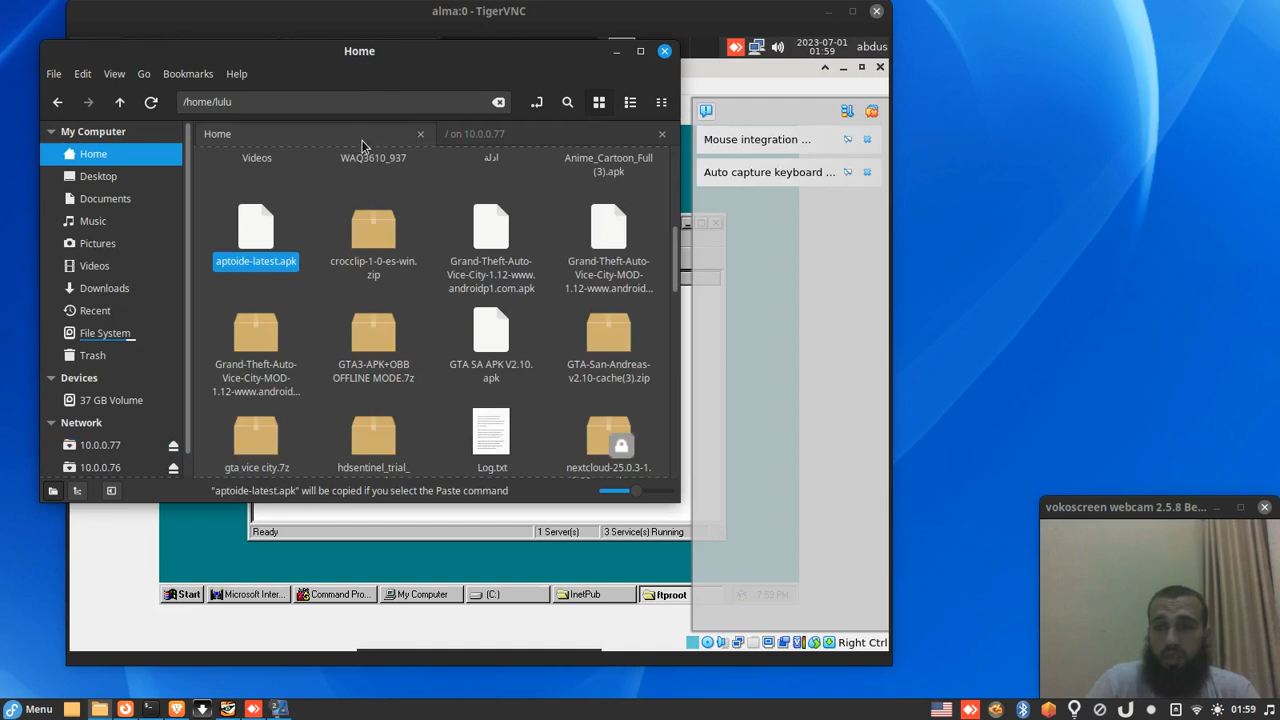 alma:0 - TigerVNC
2023-07-01
01:59
abdus
Home
File Edit View Go Bookmarks Help
/home/lulu
My Computer
Home
Desktop
Documents
Music
Pictures
Videos
Downloads
Recent
File System
Trash
Devices
37 GB Volume
Network
10.0.0.77
10.0.0.76
Home
/ on 10.0.0.77
Videos
WAQ3610_937
ادلة
Anime_Cartoon_Full
(3).apk
aptoide-latest.apk
crocclip-1-0-es-win.
zip
Grand-Theft-Auto-
Vice-City-1.12-www.
androidp1.com.apk
Grand-Theft-Auto-
Vice-City-MOD-
1.12-www.android...
Grand-Theft-Auto-
Vice-City-MOD-
1.12-www.android...
GTA3-APK+OBB
OFFLINE MODE.7z
GTA SA APK V2.10.
apk
GTA-San-Andreas-
v2.10-cache(3).zip
gta vice city.7z
hdsentinel_trial_
Log.txt
nextcloud-25.0.3-1.
"aptoide-latest.apk" will be copied if you select the Paste command
Mouse integration ...
Auto capture keyboard ...
Ready
1 Server(s)
3 Service(s) Running
Start
Microsoft Inter...
Command Pro...
My Computer
(C:)
InetPub
ftproot
7:59 PM
Right Ctrl
vokoscreen webcam 2.5.8 Be...
Menu
01:59